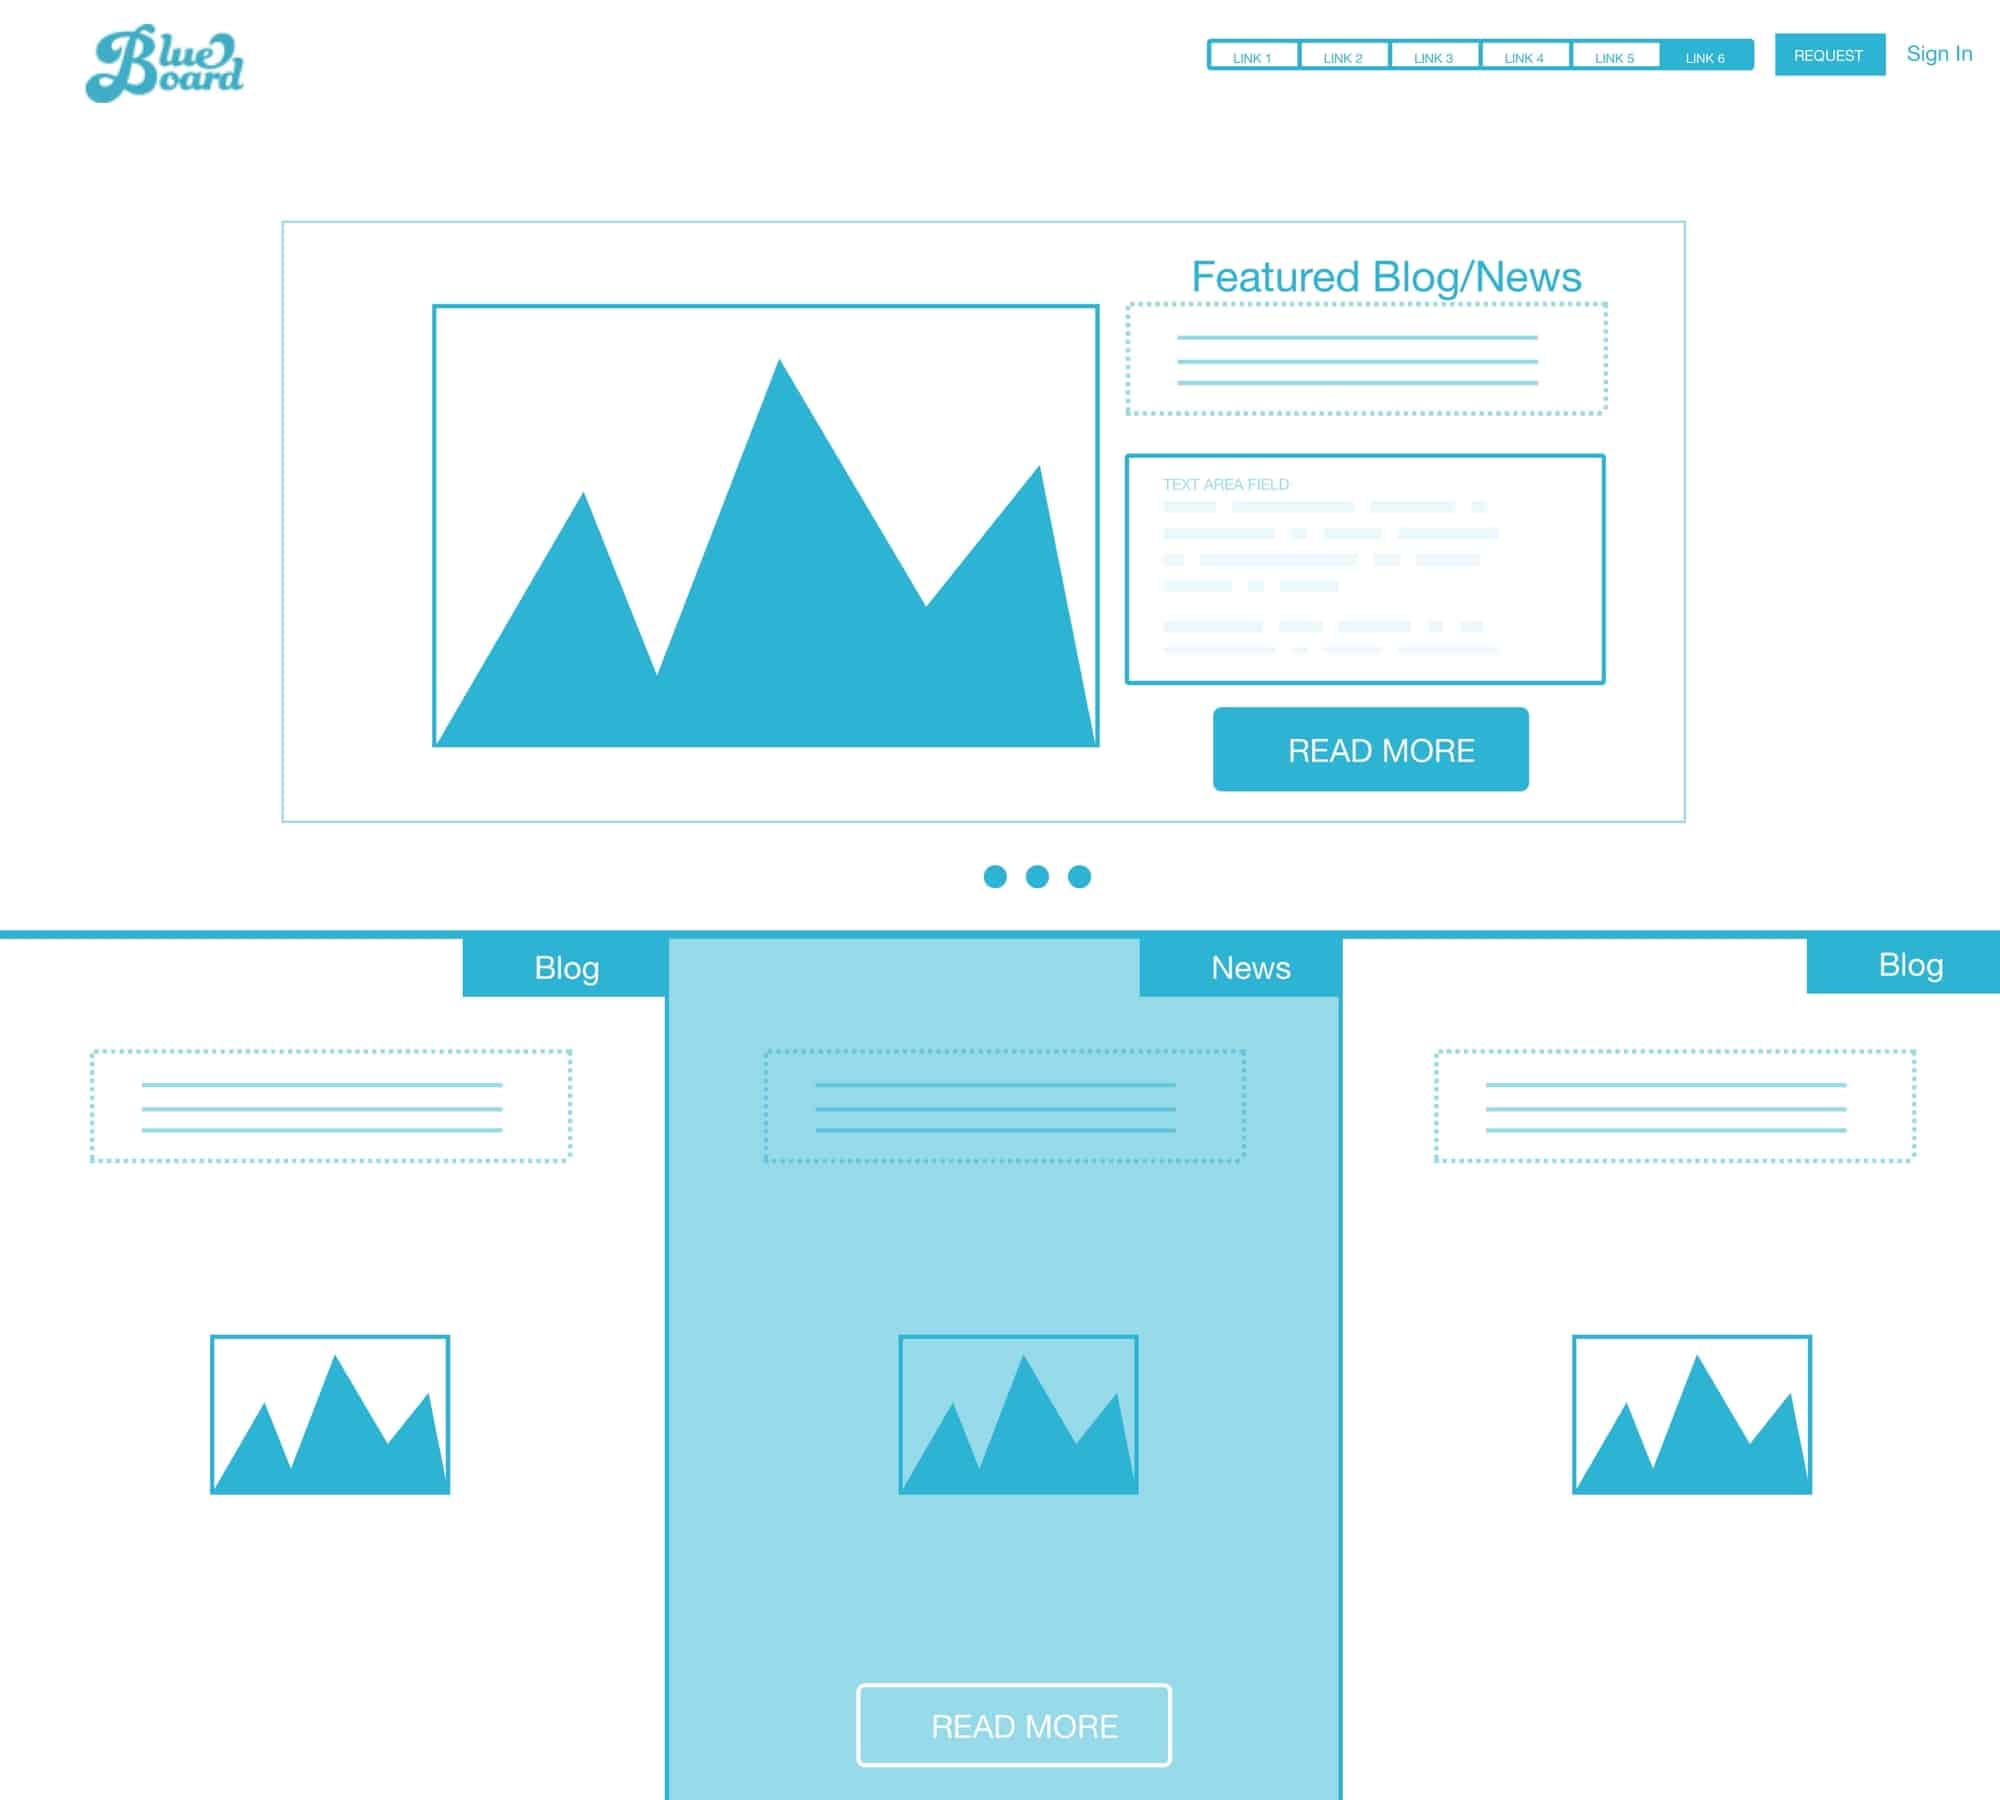 Blue
Board
LINK 1 LINK 2 LINK 3 LINK 4 LINK 5 LINK 6 REQUEST Sign In
Featured Blog/News
TEXT AREA FIELD
READ MORE
Blog News Blog
READ MORE